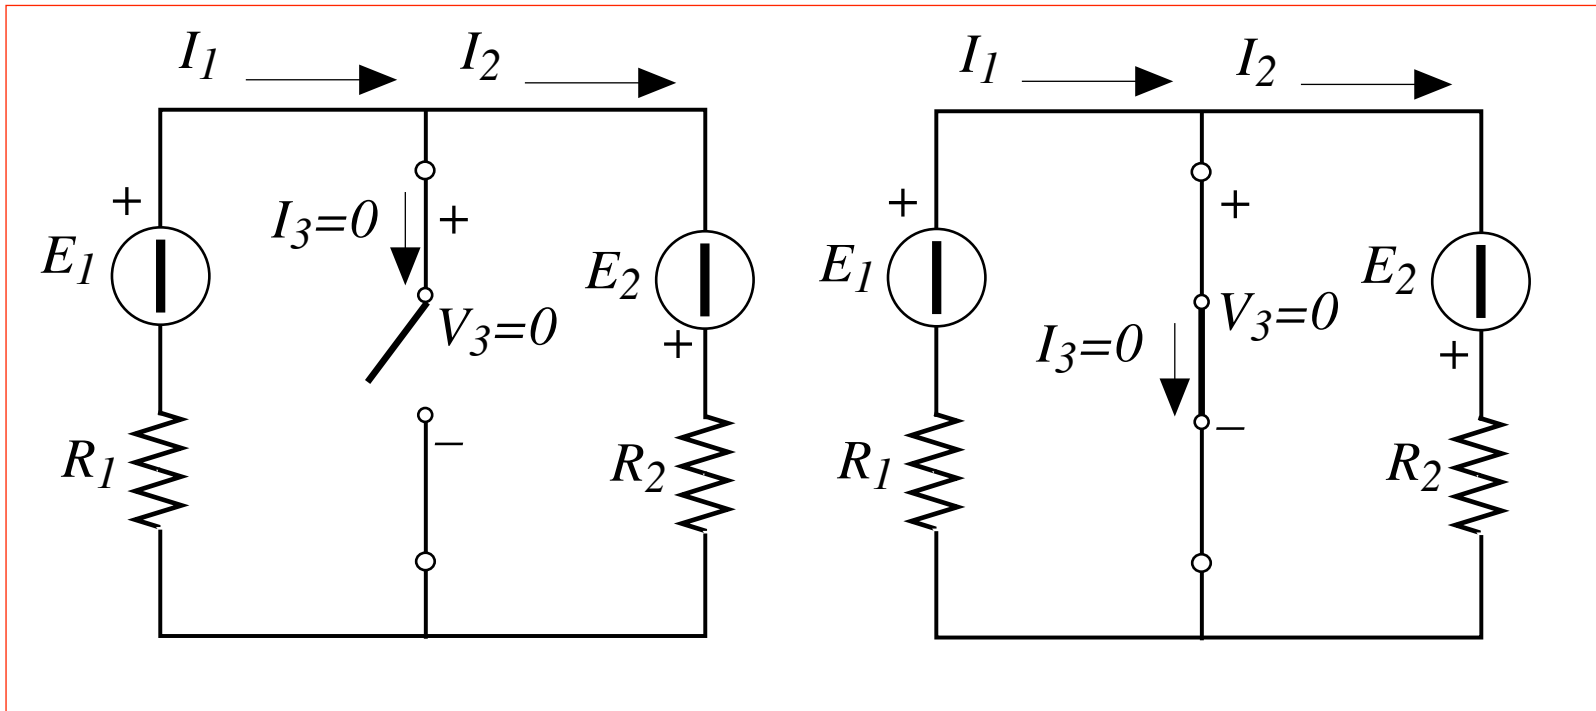 I1 I2
+
E1
I3=0
+
V3=0
−
E2
+
R1
R2
I1 I2
+
E1
+
I3=0
V3=0
−
E2
+
R1
R2